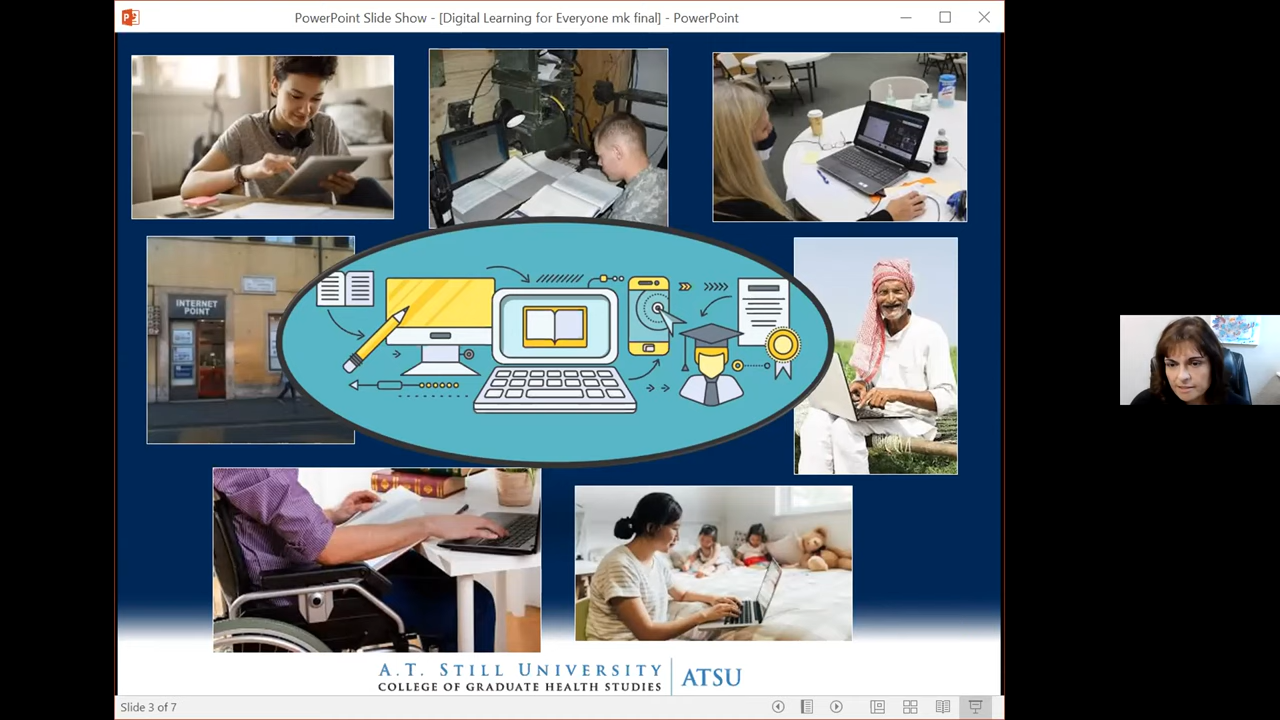 PowerPoint Slide Show - [Digital Learning for Everyone mk final] - PowerPoint
INTERNET
POINT
A.T. STILL UNIVERSITY
COLLEGE OF GRADUATE HEALTH STUDIES
ATSU
Slide 3 of 7